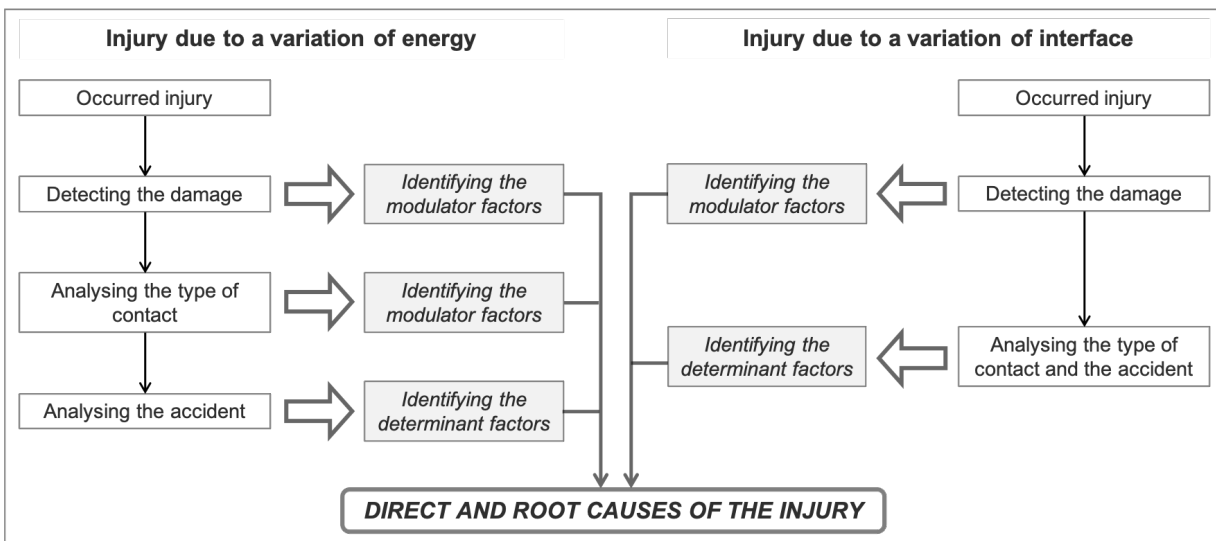 Injury due to a variation of energy
Occurred injury
Detecting the damage
Identifying the
modulator factors
Analysing the type of
contact
Identifying the
modulator factors
Analysing the accident
Identifying the
determinant factors
Injury due to a variation of interface
Occurred injury
Identifying the
modulator factors
Detecting the damage
Identifying the
determinant factors
Analysing the type of
contact and the accident
DIRECT AND ROOT CAUSES OF THE INJURY